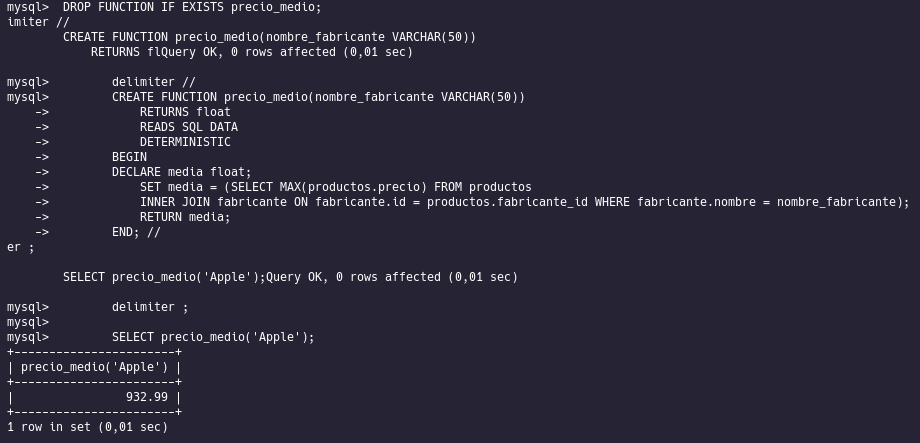 mysql>  DROP FUNCTION IF EXISTS precio_medio;
imiter //
        CREATE FUNCTION precio_medio(nombre_fabricante VARCHAR(50))
            RETURNS flQuery OK, 0 rows affected (0,01 sec)

mysql>         delimiter //
mysql>         CREATE FUNCTION precio_medio(nombre_fabricante VARCHAR(50))
    ->             RETURNS float
    ->             READS SQL DATA
    ->             DETERMINISTIC
    ->         BEGIN
    ->         DECLARE media float;
    ->             SET media = (SELECT MAX(productos.precio) FROM productos
    ->             INNER JOIN fabricante ON fabricante.id = productos.fabricante_id WHERE fabricante.nombre = nombre_fabricante);
    ->             RETURN media;
    ->         END; //
er ;

        SELECT precio_medio('Apple');Query OK, 0 rows affected (0,01 sec)

mysql>         delimiter ;
mysql>
mysql>         SELECT precio_medio('Apple');
+-----------------------+
| precio_medio('Apple') |
+-----------------------+
|                932.99 |
+-----------------------+
1 row in set (0,01 sec)